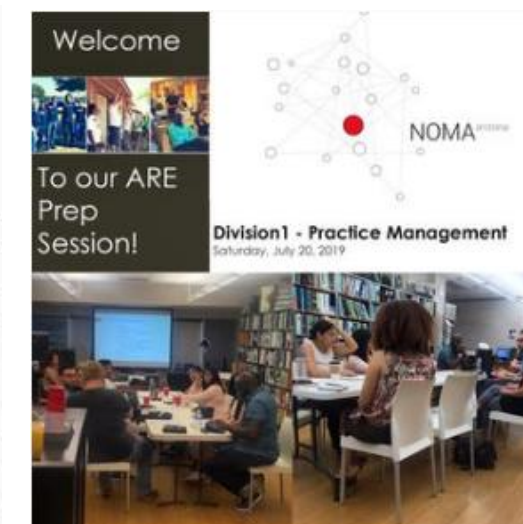 Welcome
To our ARE
Prep
Session!
NOMA
Division1 - Practice Management
Saturday, July 20, 2019